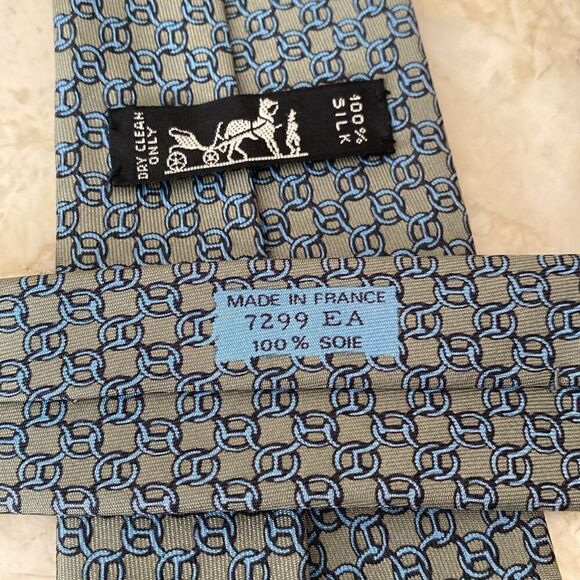 DRY CLEAN
ONLY
100%
SILK
MADE IN FRANCE
7299 EA
100% SOIE